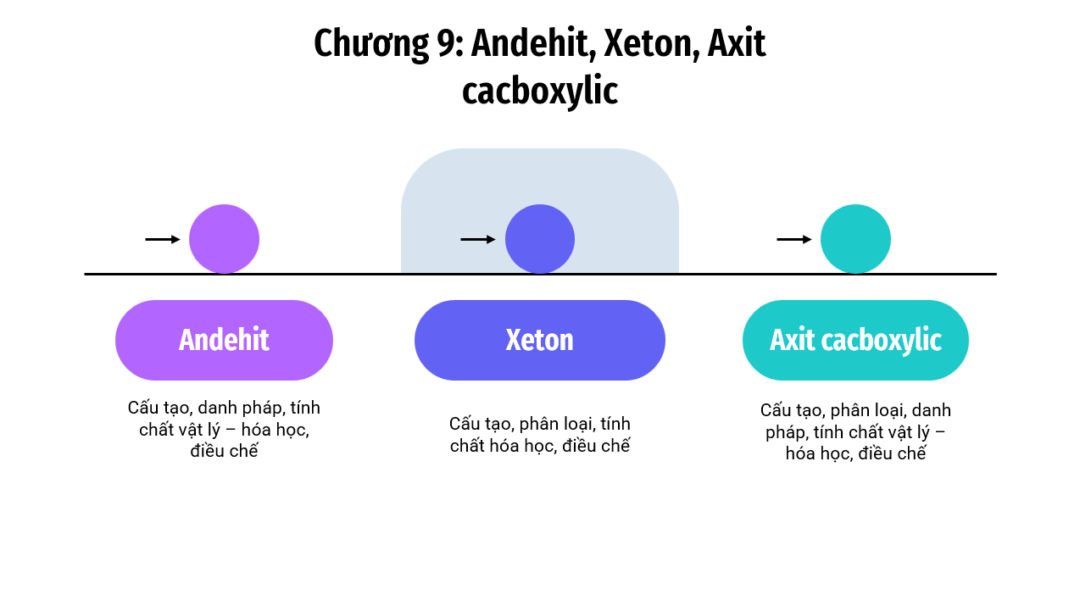 Chương 9: Andehit, Xeton, Axit
cacboxylic
Andehit
Xeton
Axit cacboxylic
Cấu tạo, danh pháp, tính
chất vật lý – hóa học,
điều chế
Cấu tạo, phân loại, tính
chất hóa học, điều chế
Cấu tạo, phân loại, danh
pháp, tính chất vật lý –
hóa học, điều chế